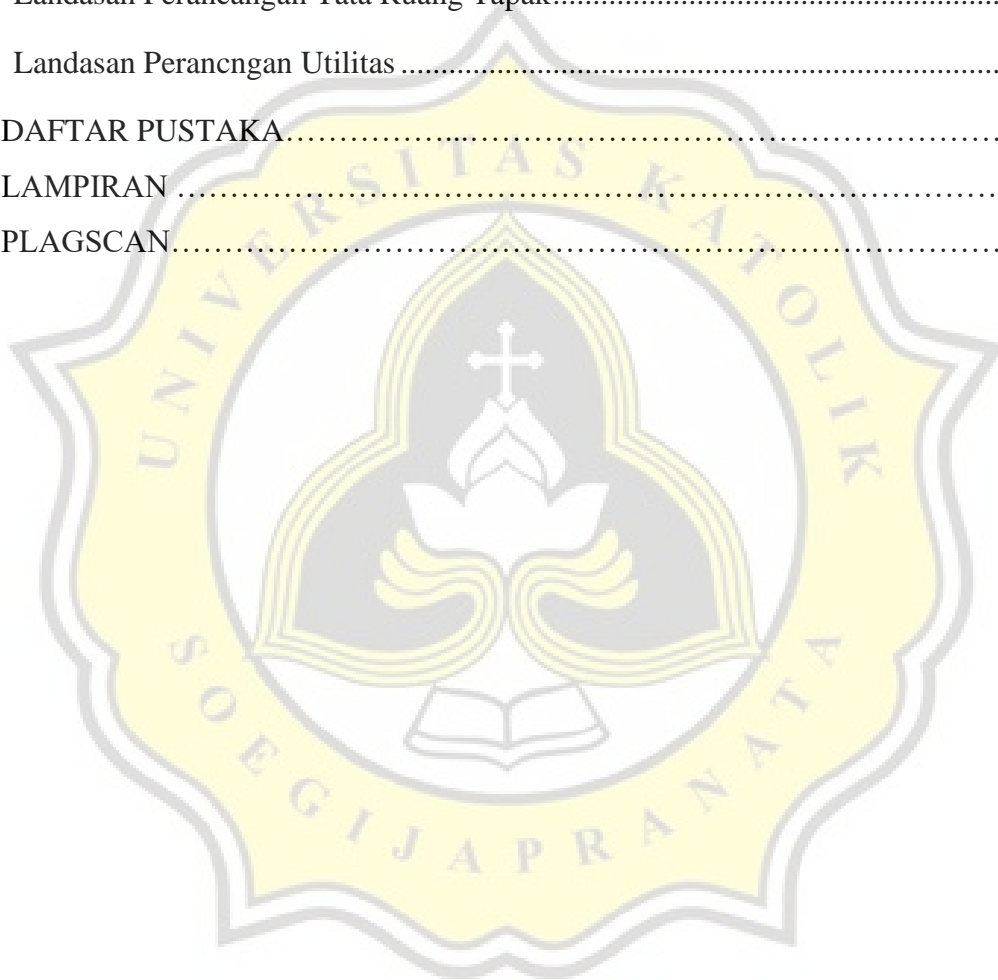 Landasan Perancangan Tata Ruang Tapak..........................................................
Landasan Perancngan Utilitas..........................................................................
DAFTAR PUSTAKA…………………………………………………………………
LAMPIRAN …………………………………………………………………………
PLAGSCAN…………………………………………………………………………
UNIVERSITAS KATOLIK
SOEGIJAPRANATA